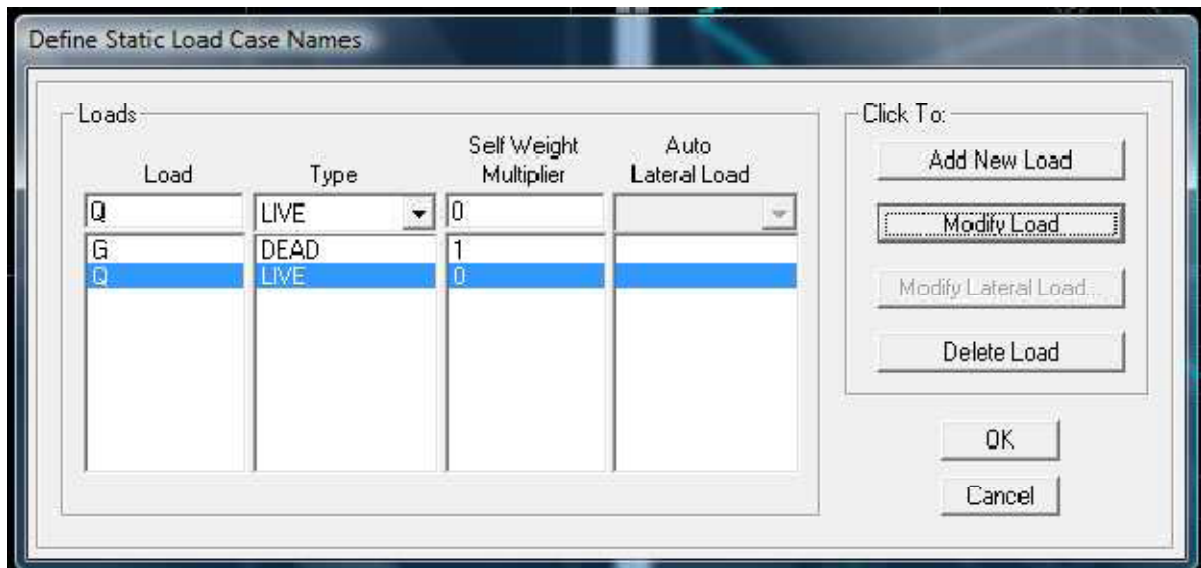 Define Static Load Case Names
Loads
Click To:
Load Type Self Weight Multiplier Auto Lateral Load
Q LIVE 0
G DEAD 1
Q LIVE 0
Add New Load
Modify Load
Modify Lateral Load...
Delete Load
OK
Cancel